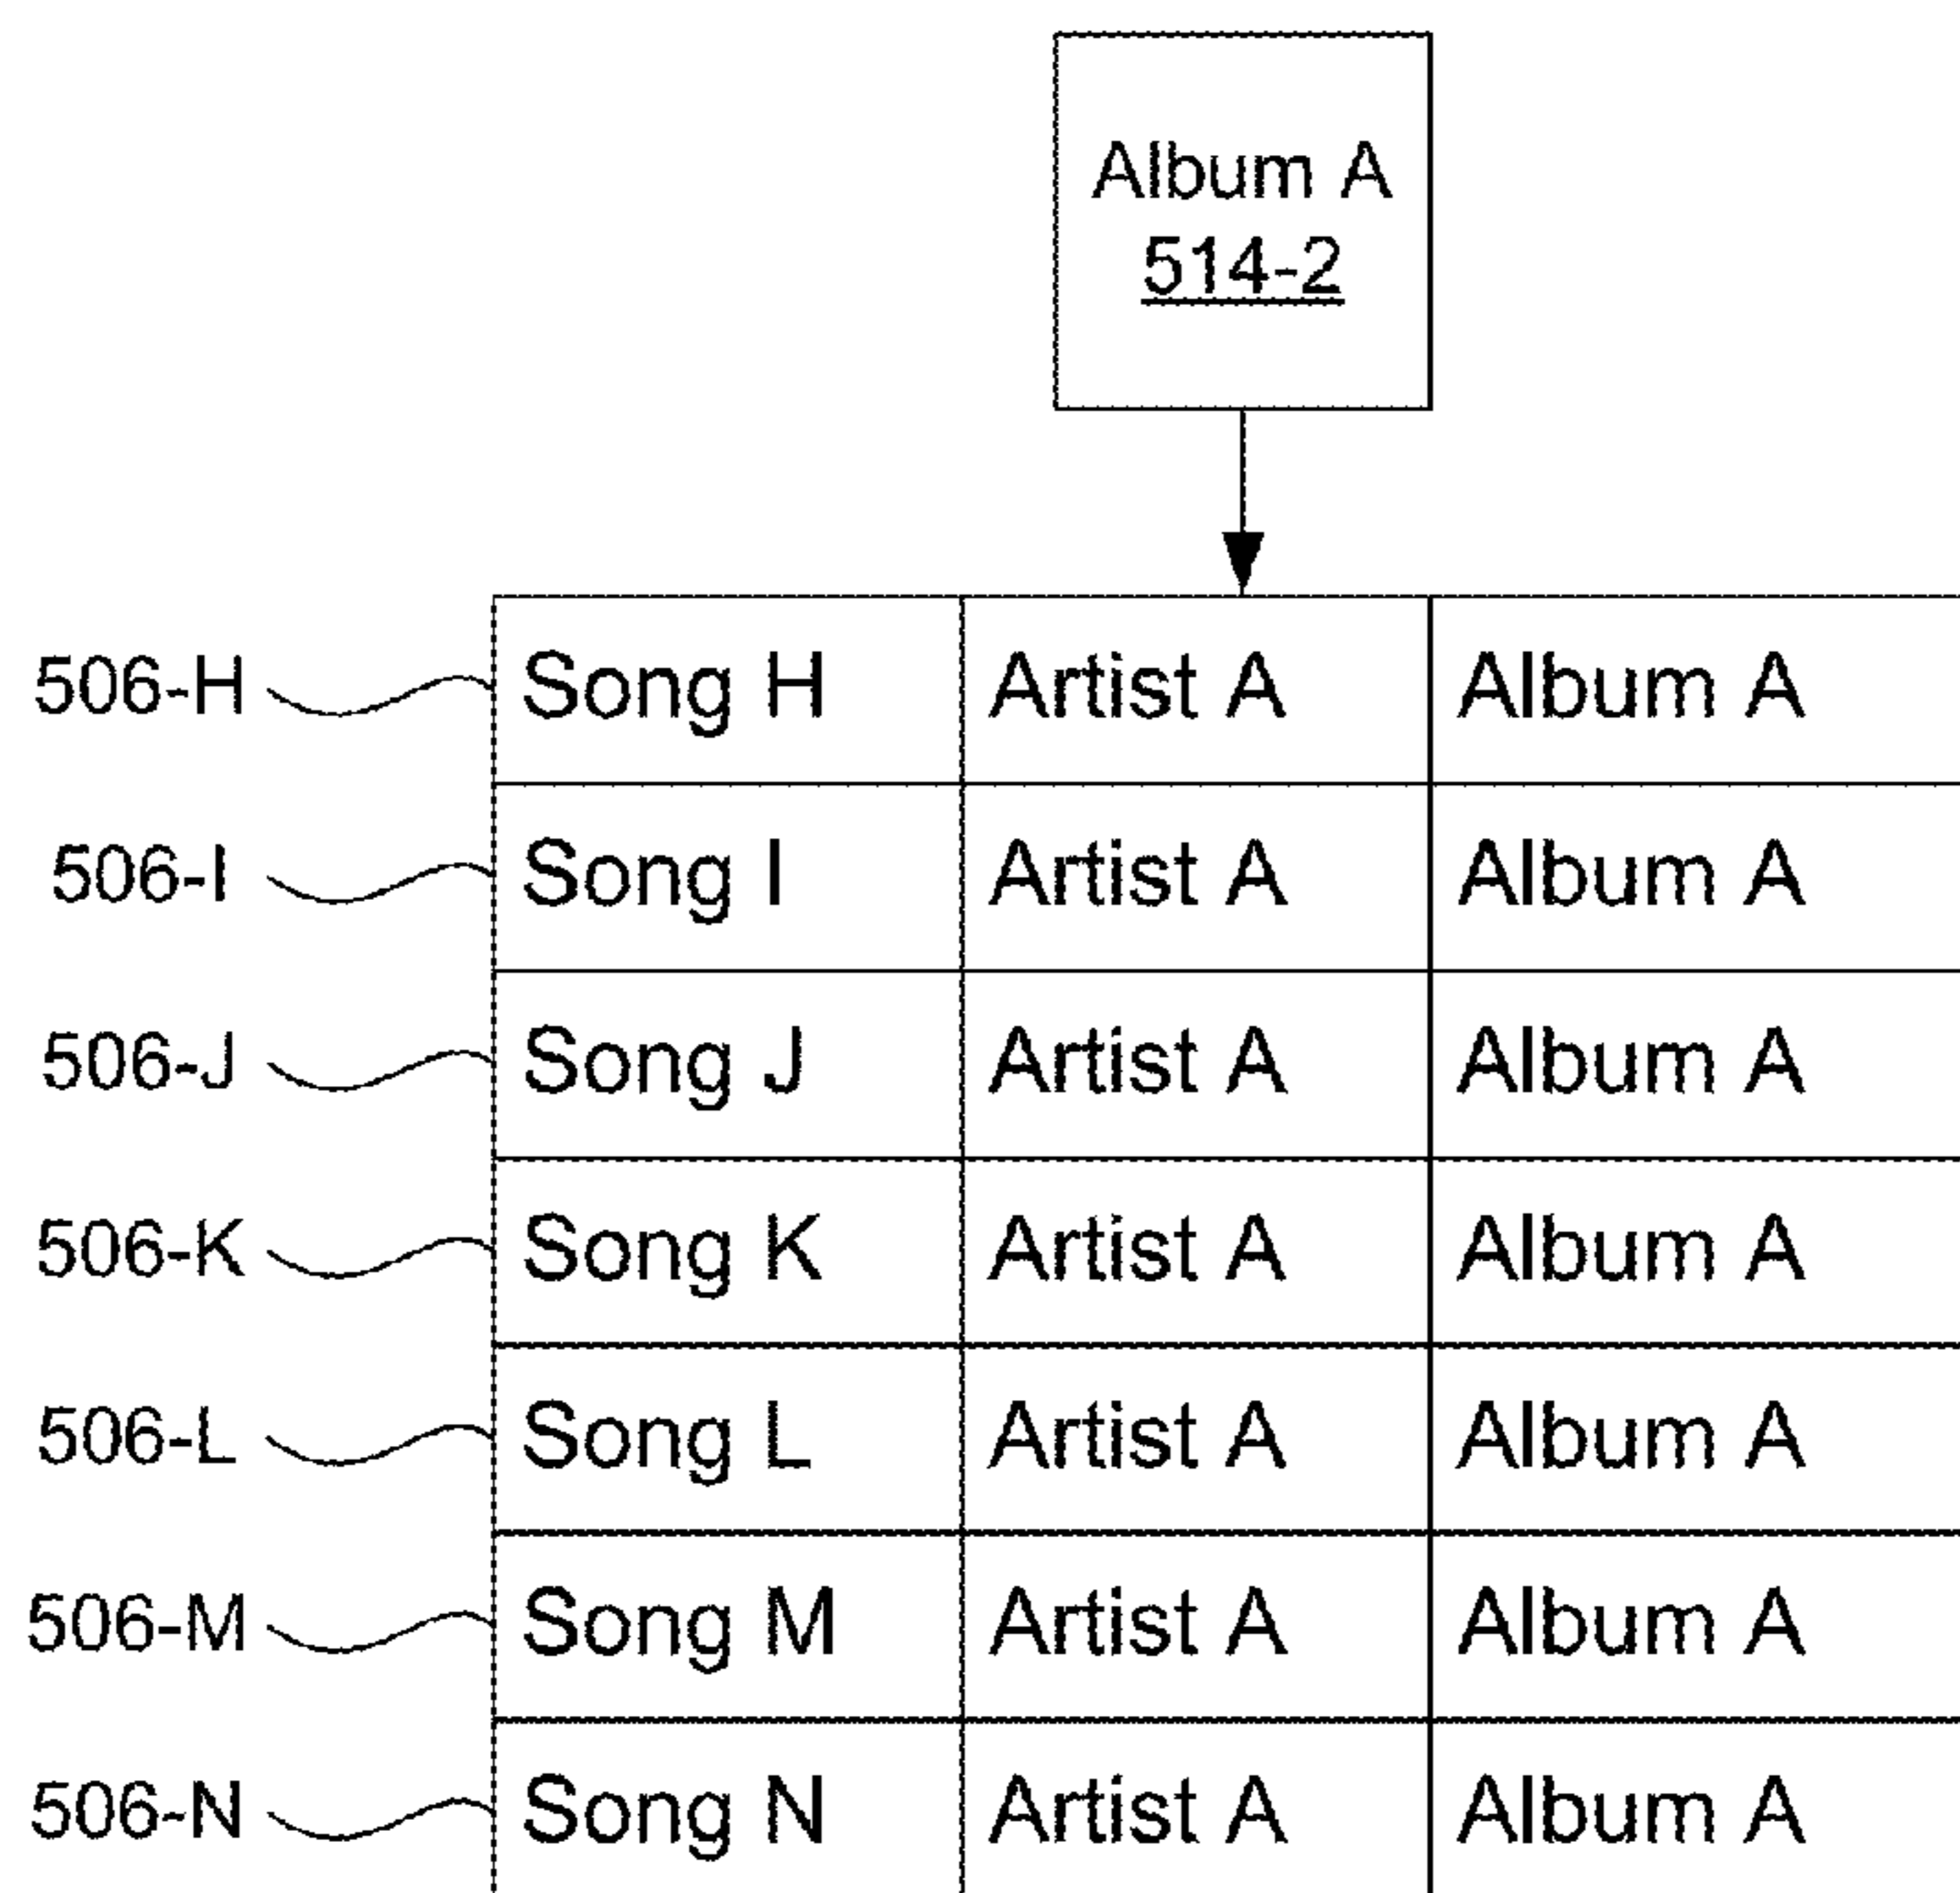 Album A
514-2
506-H Song H Artist A Album A
506-I Song I Artist A Album A
506-J Song J Artist A Album A
506-K Song K Artist A Album A
506-L Song L Artist A Album A
506-M Song M Artist A Album A
506-N Song N Artist A Album A